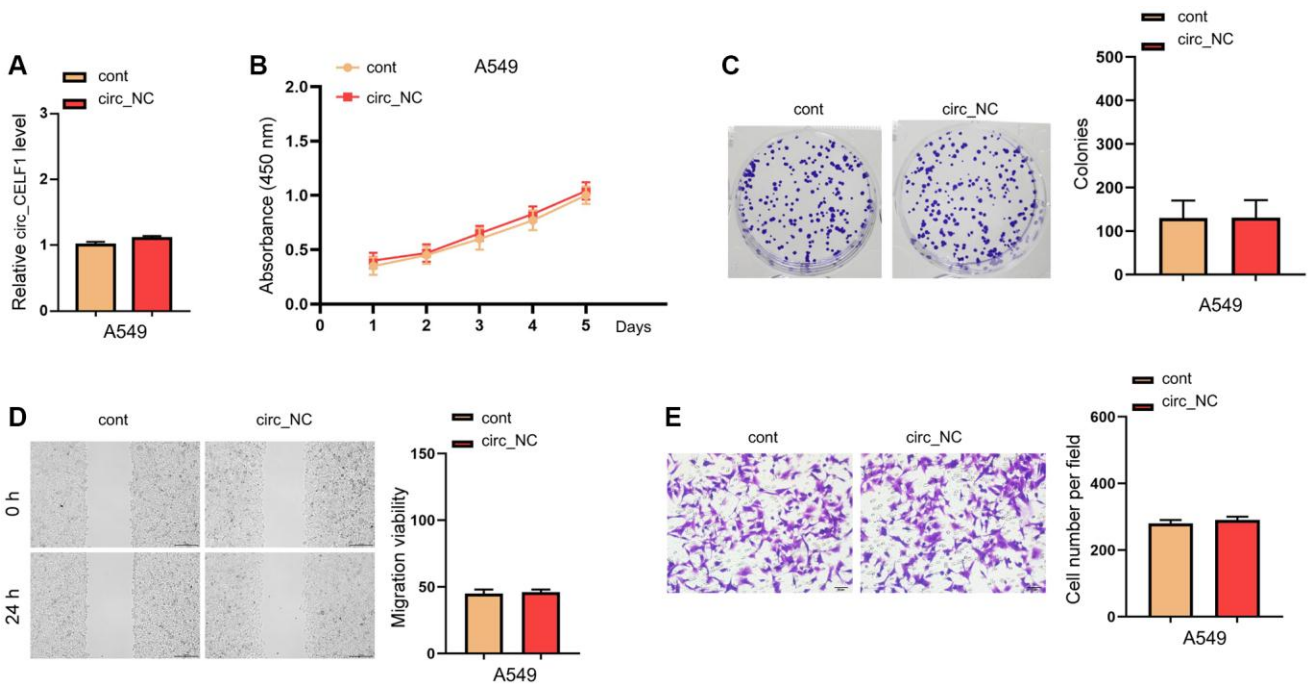 A
cont
circ_NC
Relative circ_CELF1 level
3
2
1
0
A549
B
cont
circ_NC
A549
Absorbance (450 nm)
2.0
1.5
1.0
0.5
0.0
0 1 2 3 4 5 Days
C
cont circ_NC
cont
circ_NC
Colonies
500
400
300
200
100
0
A549
D
cont circ_NC
0 h
24 h
cont
circ_NC
Migration viability
150
100
50
0
A549
E
cont circ_NC
cont
circ_NC
Cell number per field
600
400
200
0
A549